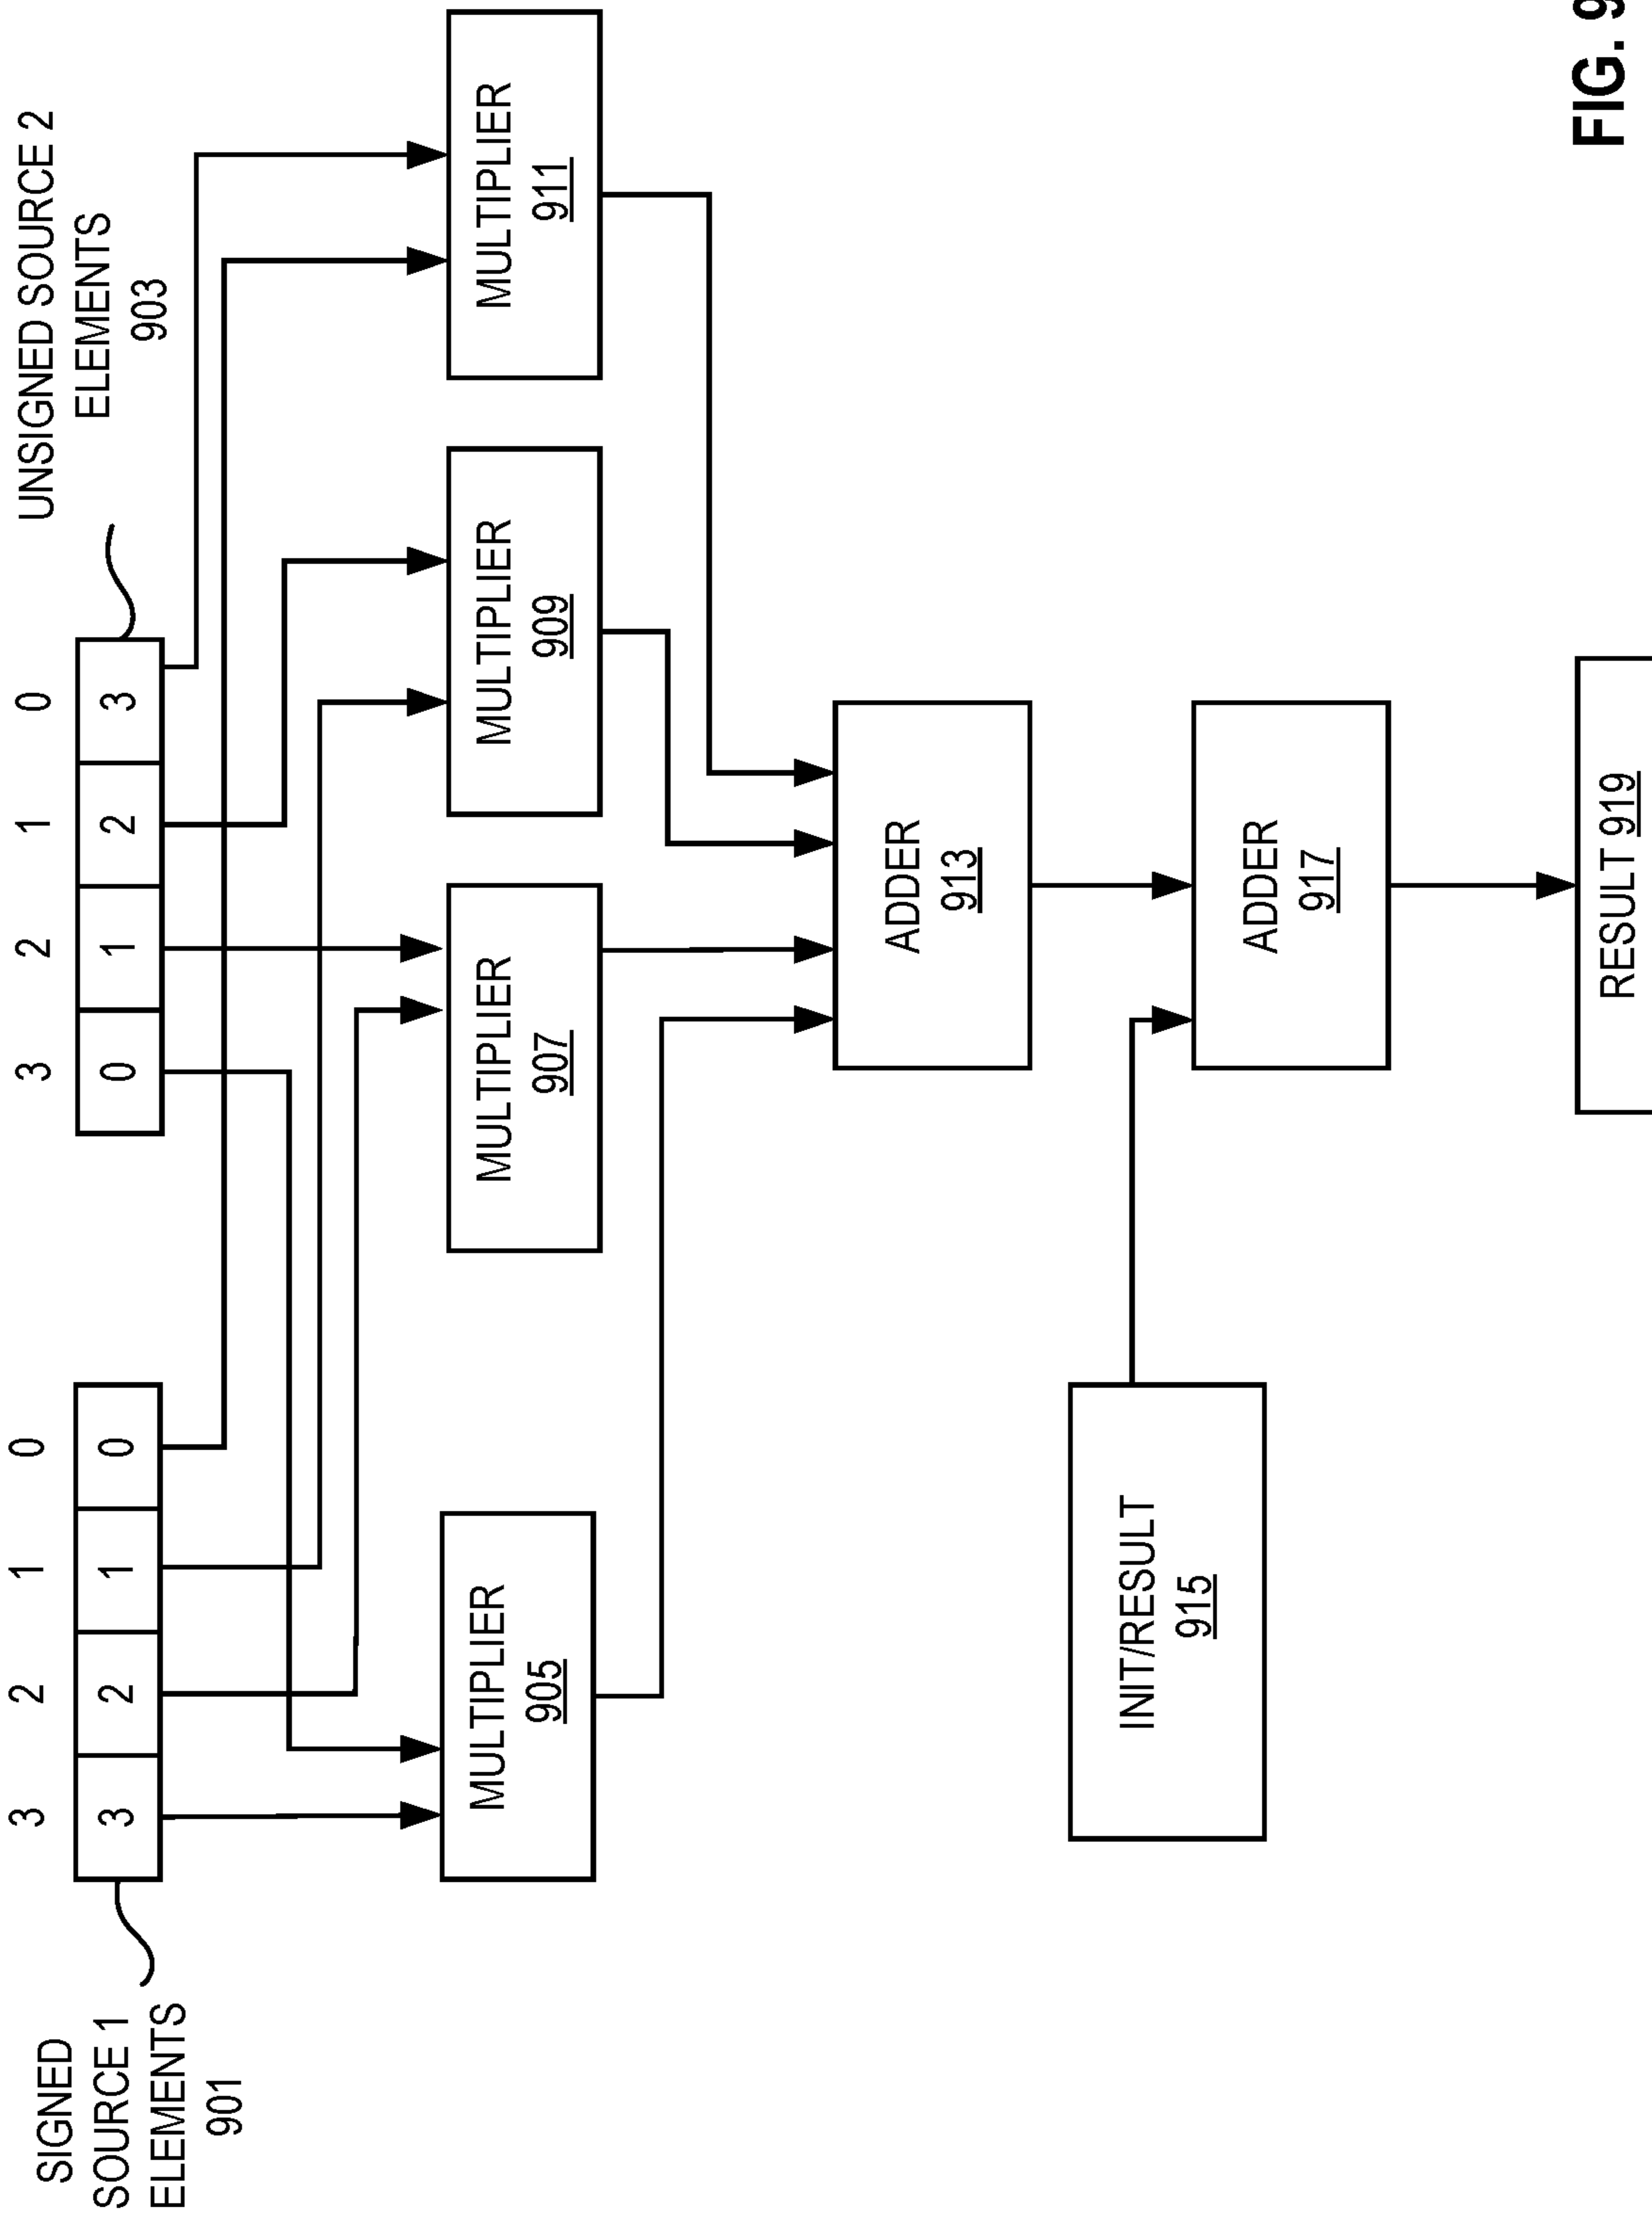 SIGNED
SOURCE 1
ELEMENTS
901
3 2 1 0
3 2 1 0
UNSIGNED SOURCE 2
ELEMENTS
903
3 2 1 0
0 1 2 3
MULTIPLIER
905
MULTIPLIER
907
MULTIPLIER
909
MULTIPLIER
911
ADDER
913
INIT/RESULT
915
ADDER
917
RESULT 919
FIG. 9